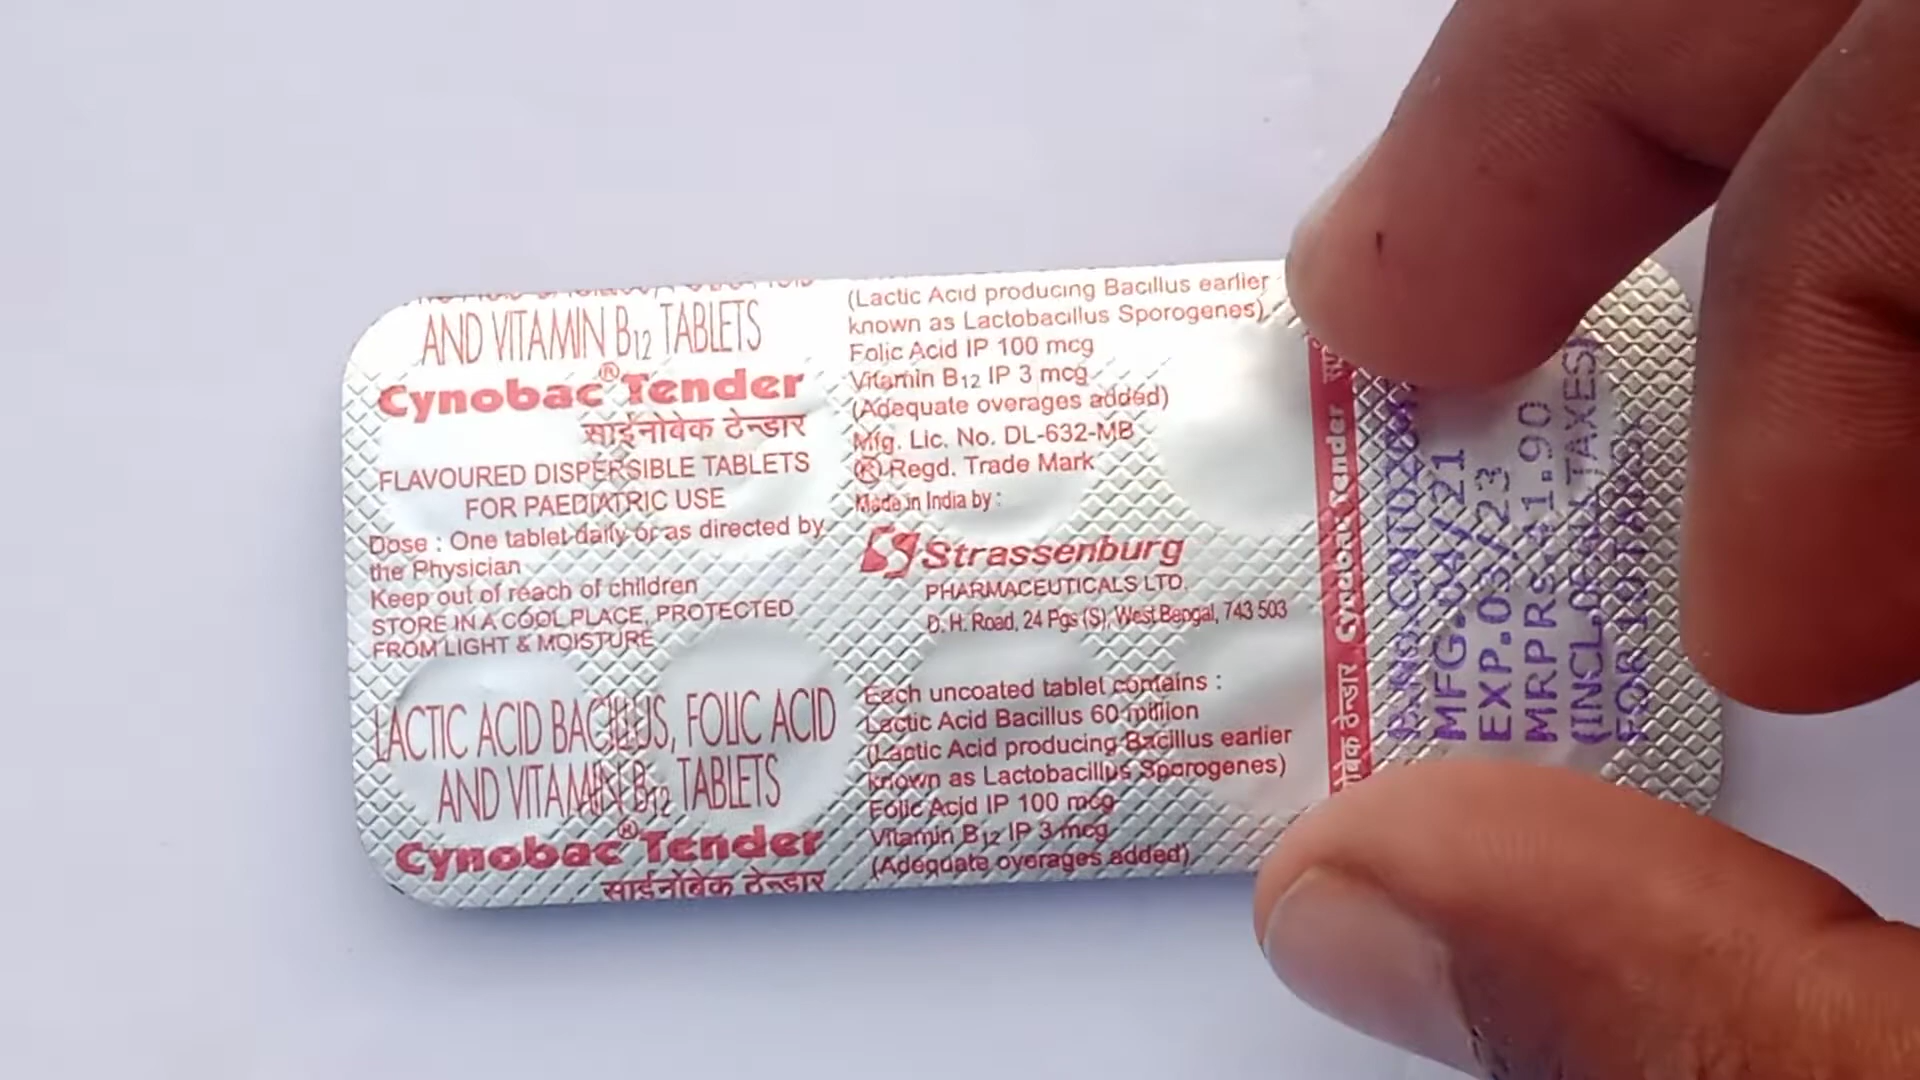 AND VITAMIN B12 TABLETS
Cynobac® Tender
साईनोबेक टेन्डार
FLAVOURED DISPERSIBLE TABLETS
FOR PAEDIATRIC USE
Dose : One tablet daily or as directed by
the Physician
Keep out of reach of children
STORE IN A COOL PLACE, PROTECTED
FROM LIGHT & MOISTURE
LACTIC ACID BACILLUS, FOLIC ACID
AND VITAMIN B12 TABLETS
Cynobac® Tender
साईनोबेक टेन्डार
(Lactic Acid producing Bacillus earlier
known as Lactobacillus Sporogenes)
Folic Acid IP 100 mcg
Vitamin B12 IP 3 mcg
(Adequate overages added)
Mfg. Lic. No. DL-632-MB
® Regd. Trade Mark
Made in India by :
Strassenburg
PHARMACEUTICALS LTD.
D. H. Road, 24 Pgs (S), West Bengal, 743 503
Each uncoated tablet contains :
Lactic Acid Bacillus 60 million
(Lactic Acid producing Bacillus earlier
known as Lactobacillus Sporogenes)
Folic Acid IP 100 mcg
Vitamin B12 IP 3 mcg
(Adequate overages added)
टेन्डार Cynobac Tender
MFG.04/21
EXP.03/23
MRPRs.41.90
(INCL.OF ALL TAXES)
FOR 10 TABS